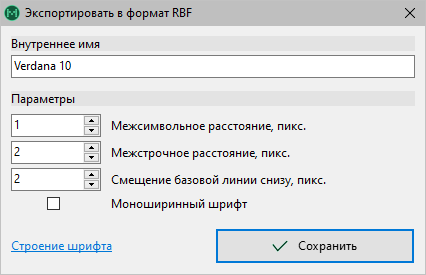 Экспортировать в формат RBF
Внутреннее имя
Verdana 10
Параметры
1 Межсимвольное расстояние, пикс.
2 Межстрочное расстояние, пикс.
2 Смещение базовой линии снизу, пикс.
Моноширинный шрифт
Строение шрифта Сохранить